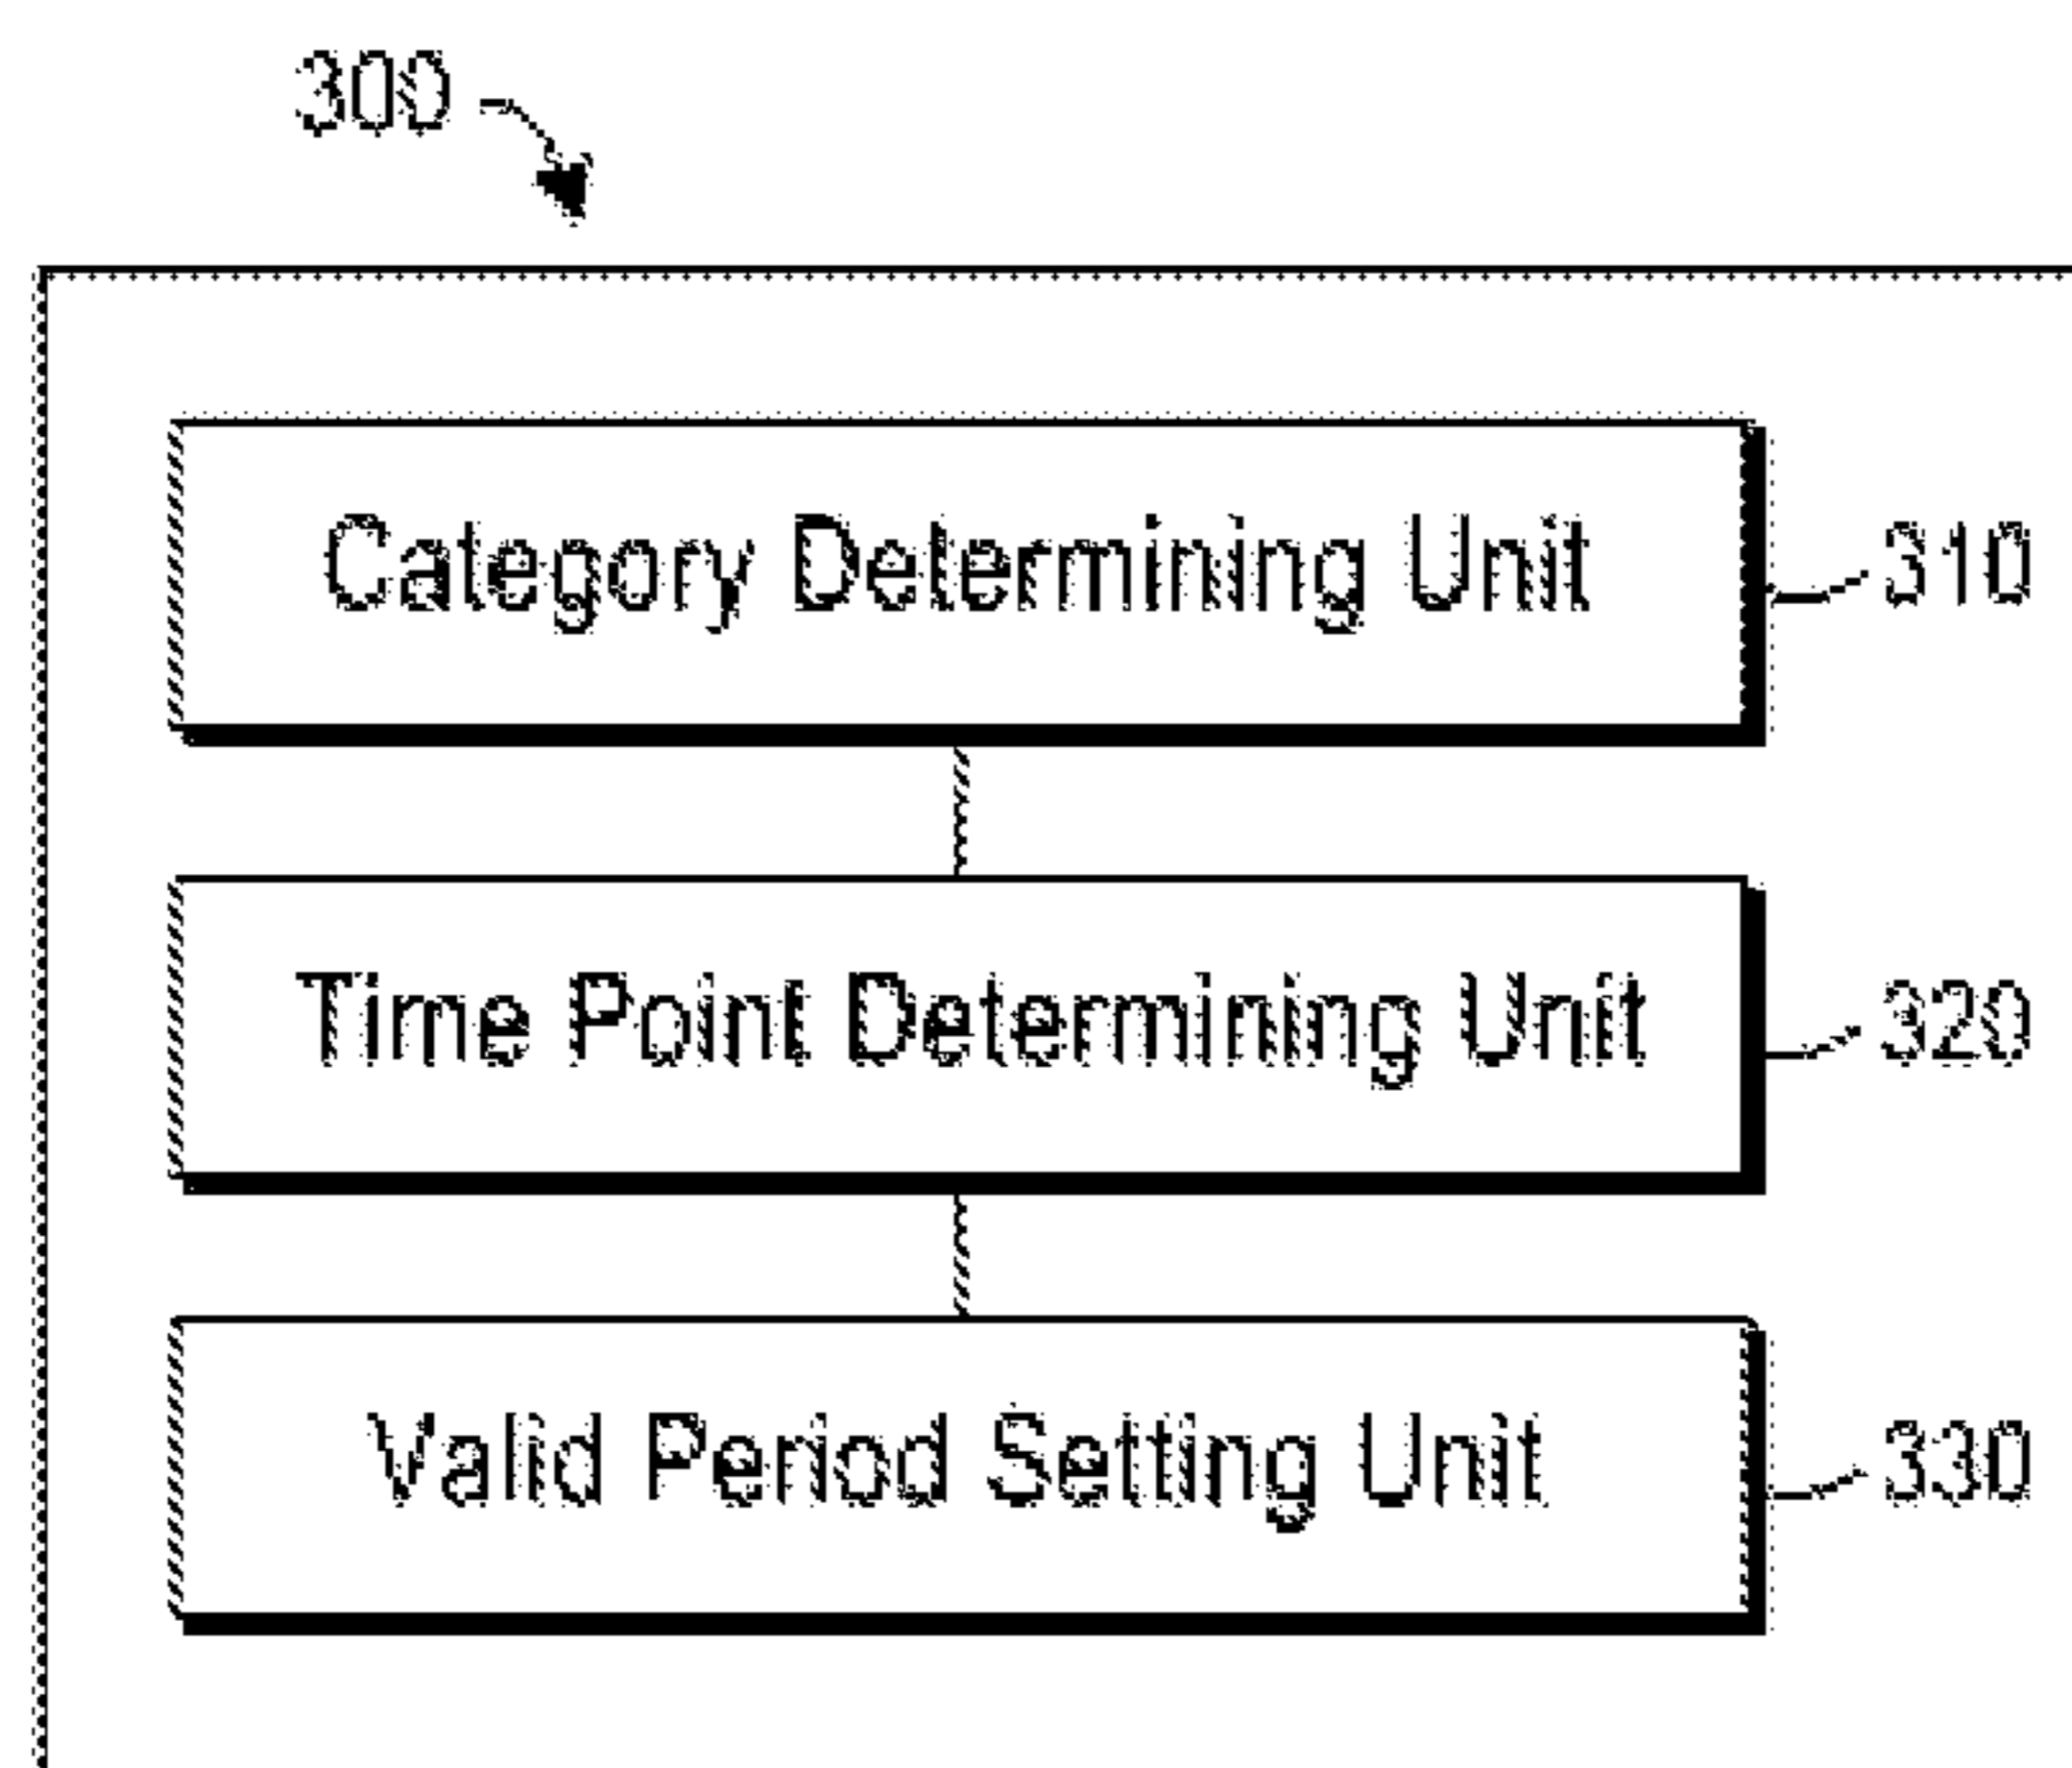 300
Category Determining Unit 310
Time Point Determining Unit 320
Valid Period Setting Unit 330